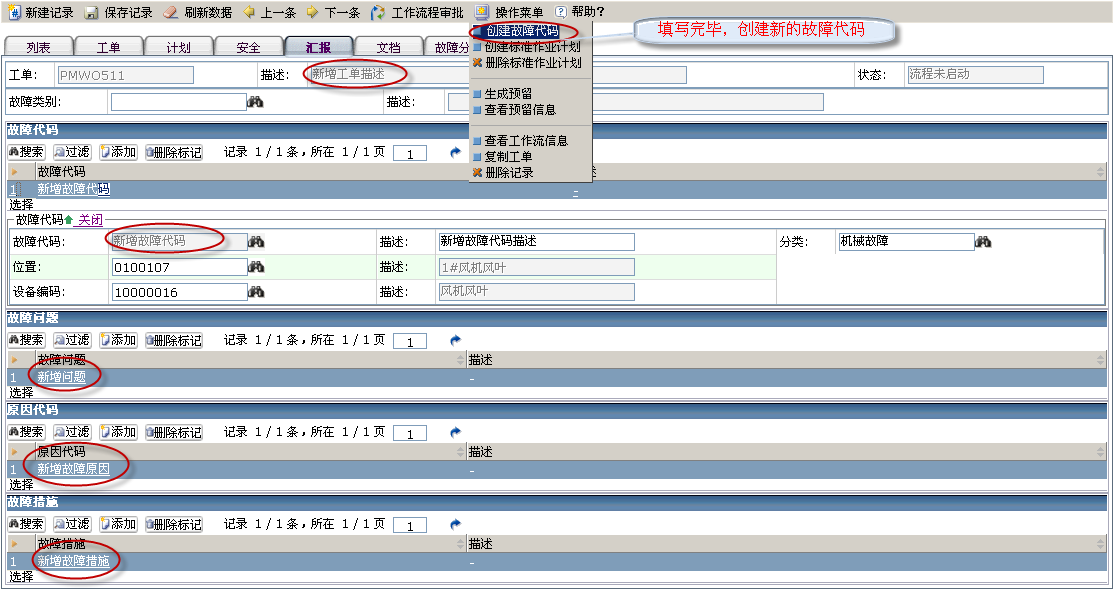 新建记录 保存记录 刷新数据 上一条 下一条 工作流程审批 操作菜单 帮助?
创建故障代码
创建标准作业计划
删除标准作业计划
生成预留
查看预留信息
查看工作流信息
复制工单
删除记录
填写完毕，创建新的故障代码
列表 工单 计划 安全 汇报 文档 故障分
工单: PMWO511 描述: 新增工单描述 状态: 流程未启动
故障类别: 描述:
故障代码
搜索 过滤 添加 删除标记 记录 1 / 1 条，所在 1 / 1 页 1
故障代码
1 新增故障代码 -
选择
故障代码 关闭
故障代码: 新增故障代码 描述: 新增故障代码描述 分类: 机械故障
位置: 0100107 描述: 1#风机风叶
设备编码: 10000016 描述: 风机风叶
故障问题
搜索 过滤 添加 删除标记 记录 1 / 1 条，所在 1 / 1 页 1
故障问题 描述
1 新增问题 -
选择
原因代码
搜索 过滤 添加 删除标记 记录 1 / 1 条，所在 1 / 1 页 1
原因代码 描述
1 新增故障原因 -
选择
故障措施
搜索 过滤 添加 删除标记 记录 1 / 1 条，所在 1 / 1 页 1
故障措施 描述
1 新增故障措施 -
选择